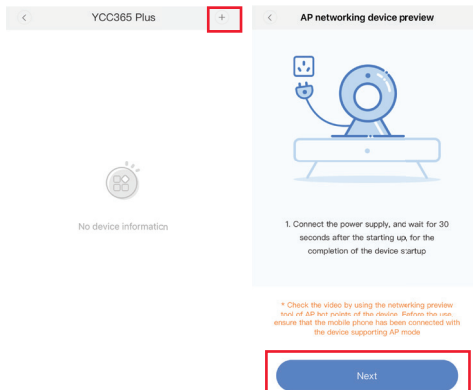 YCC365 Plus
+
No device information
AP networking device preview
1. Connect the power supply, and wait for 30
seconds after the starting up, for the
completion of the device startup
* Check the video by using the networking preview
tool of AP hot points of the device. Before the use,
ensure that the mobile phone has been connected with
the device supporting AP mode
Next